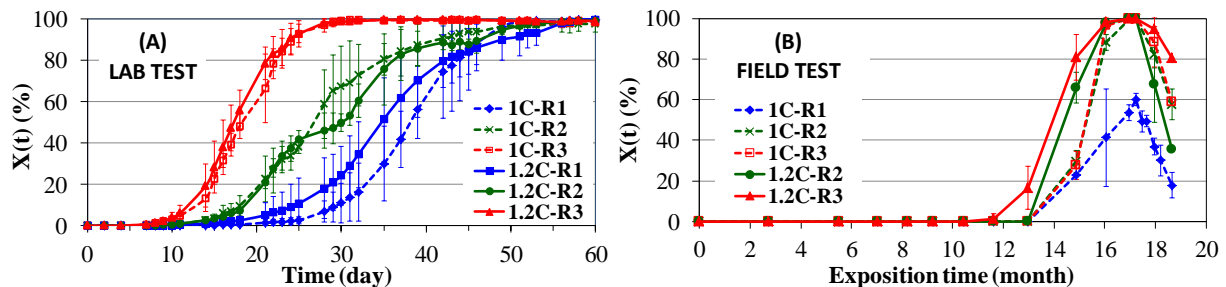 100
80
60
40
20
0
X(t) (%)
(A)
LAB TEST
1C-R1
1C-R2
1C-R3
1.2C-R1
1.2C-R2
1.2C-R3
0 10 20 30 40 50 60
Time (day)
100
80
60
40
20
0
X(t) (%)
(B)
FIELD TEST
1C-R1
1C-R2
1C-R3
1.2C-R2
1.2C-R3
0 2 4 6 8 10 12 14 16 18 20
Exposition time (month)